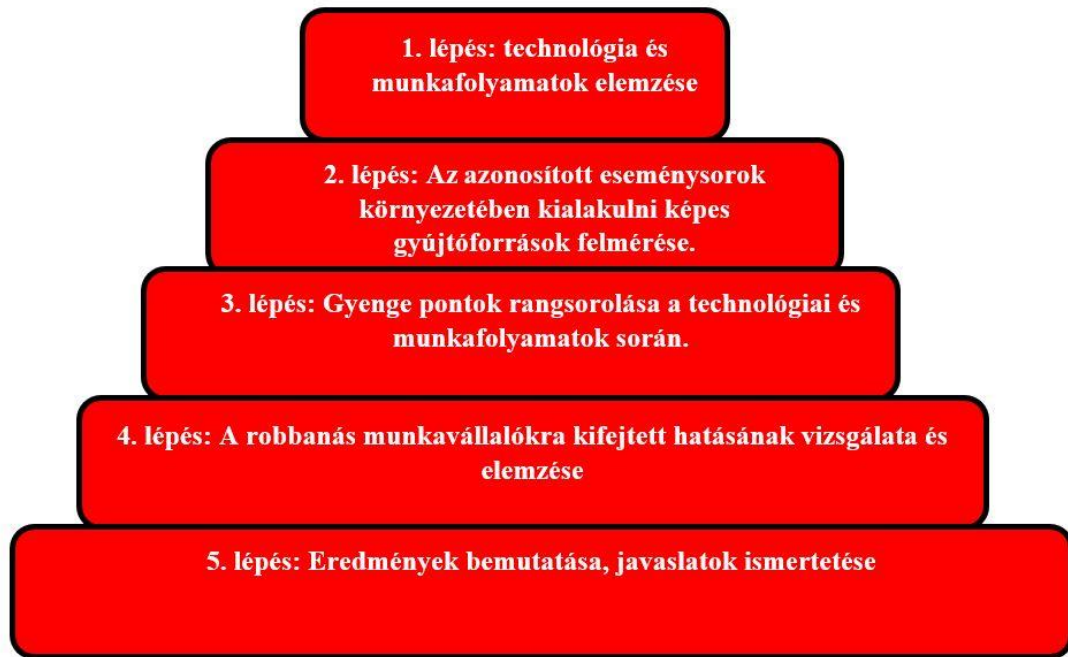 1. lépés: technológia és
munkafolyamatok elemzése
2. lépés: Az azonosított eseménysorok
környezetében kialakulni képes
gyújtóforrások felmérése.
3. lépés: Gyenge pontok rangsorolása a technológiai és
munkafolyamatok során.
4. lépés: A robbanás munkavállalókra kifejtett hatásának vizsgálata és
elemzése
5. lépés: Eredmények bemutatása, javaslatok ismertetése